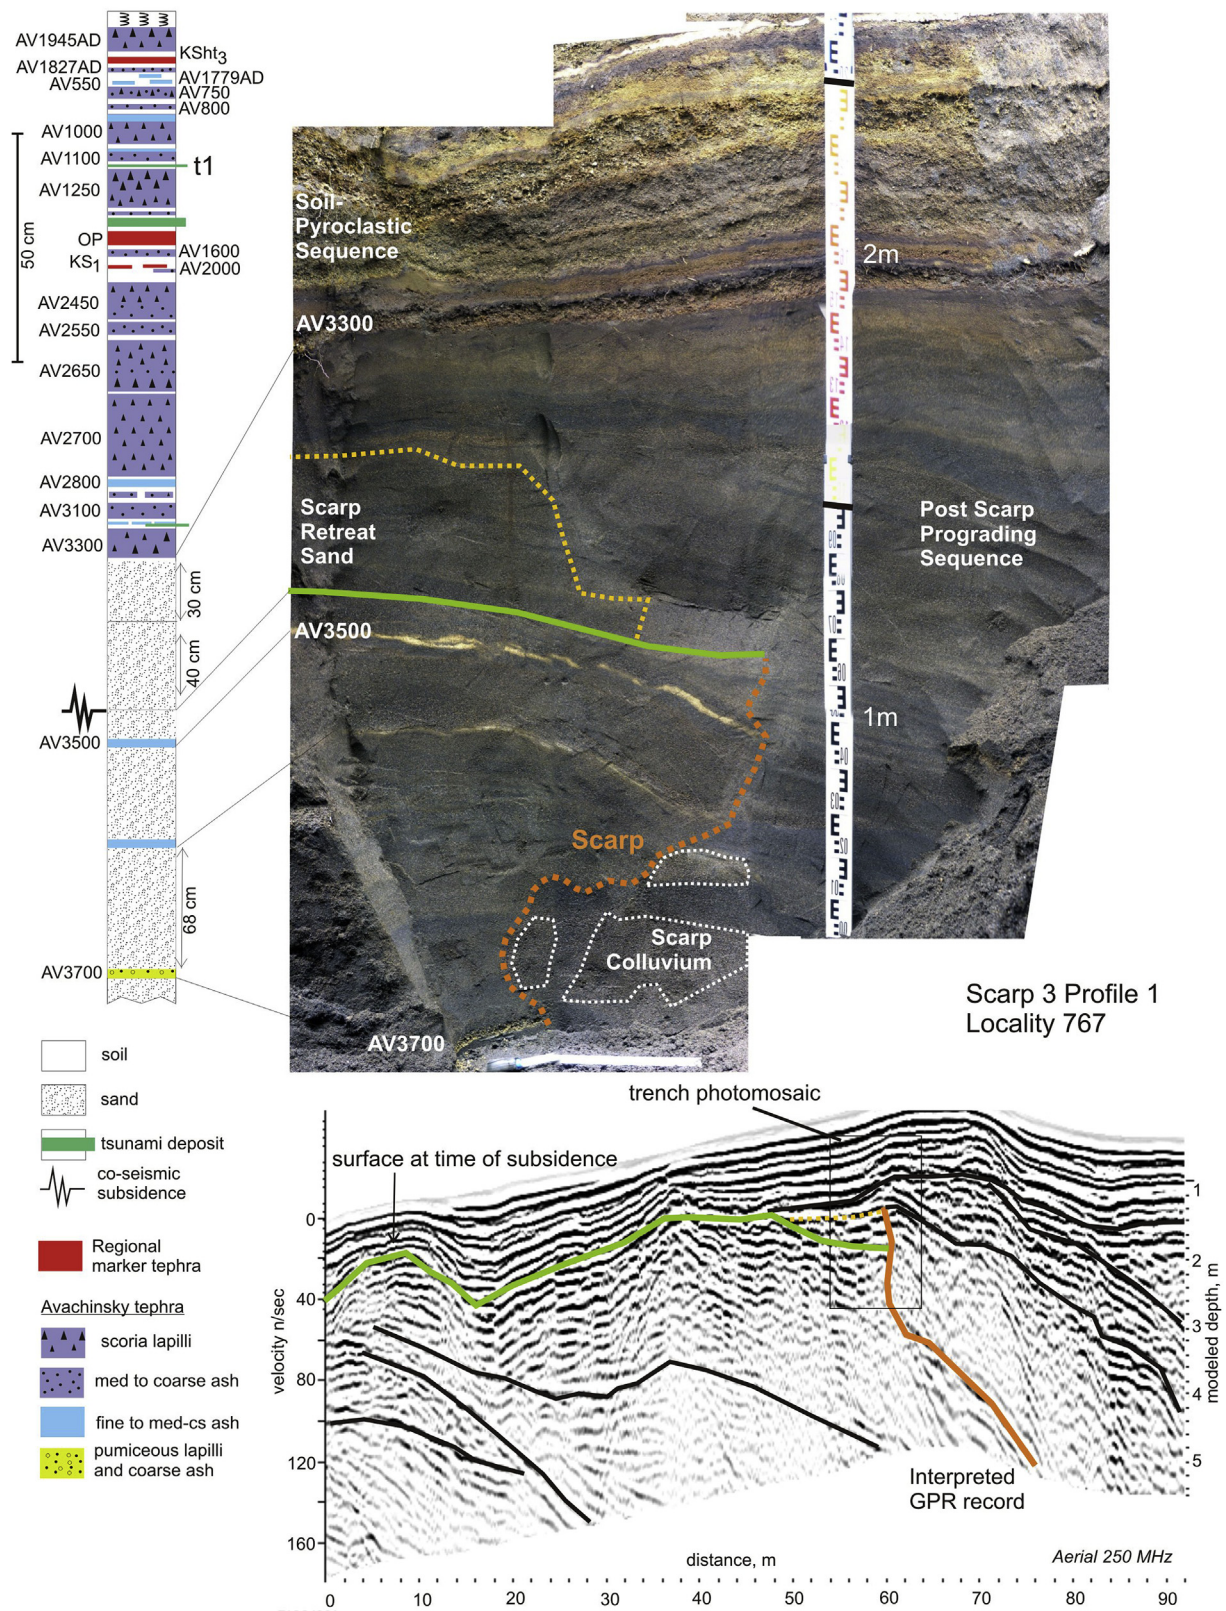 AV1945AD
KSht3
AV1827AD
AV1779AD
AV550
AV750
AV800
AV1000
AV1100
t1
AV1250
50 cm
OP
AV1600
KS1
AV2000
AV2450
AV2550
AV2650
AV2700
AV2800
AV3100
AV3300
30 cm
40 cm
AV3500
68 cm
AV3700
Soil-
Pyroclastic
Sequence
2m
AV3300
Scarp
Retreat
Sand
Post Scarp
Prograding
Sequence
AV3500
1m
Scarp
Scarp
Colluvium
AV3700
Scarp 3 Profile 1
Locality 767
soil
sand
tsunami deposit
co-seismic
subsidence
Regional
marker tephra
Avachinsky tephra
scoria lapilli
med to coarse ash
fine to med-cs ash
pumiceous lapilli
and coarse ash
trench photomosaic
surface at time of subsidence
0
40
80
120
160
velocity n/sec
1
2
3
4
5
modeled depth, m
Interpreted
GPR record
distance, m
Aerial 250 MHz
0 10 20 30 40 50 60 70 80 90